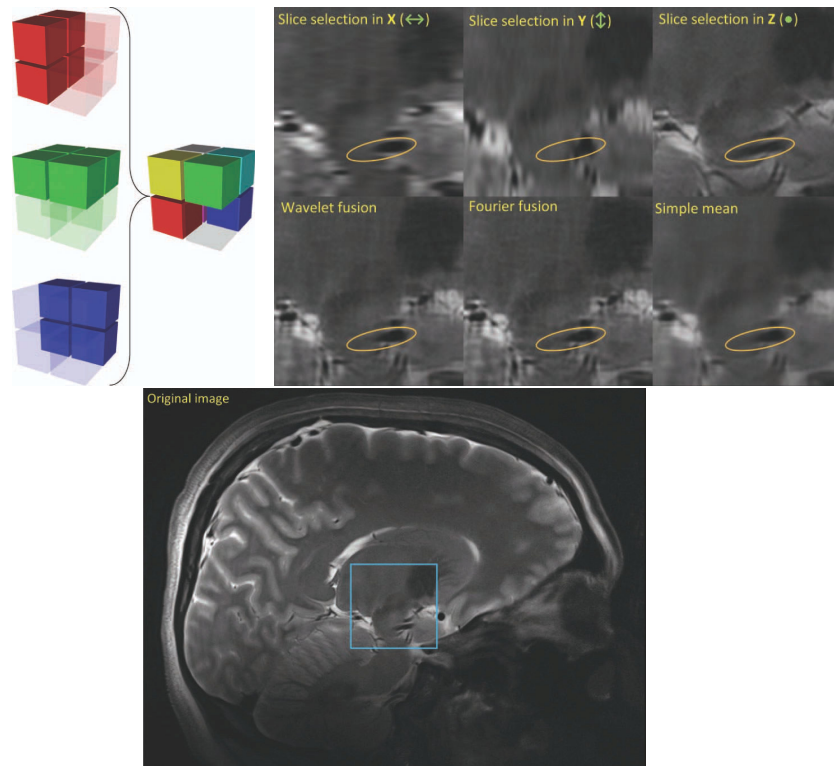 Slice selection in X (↔)
Slice selection in Y (↕)
Slice selection in Z (●)
Wavelet fusion
Fourier fusion
Simple mean
Original image